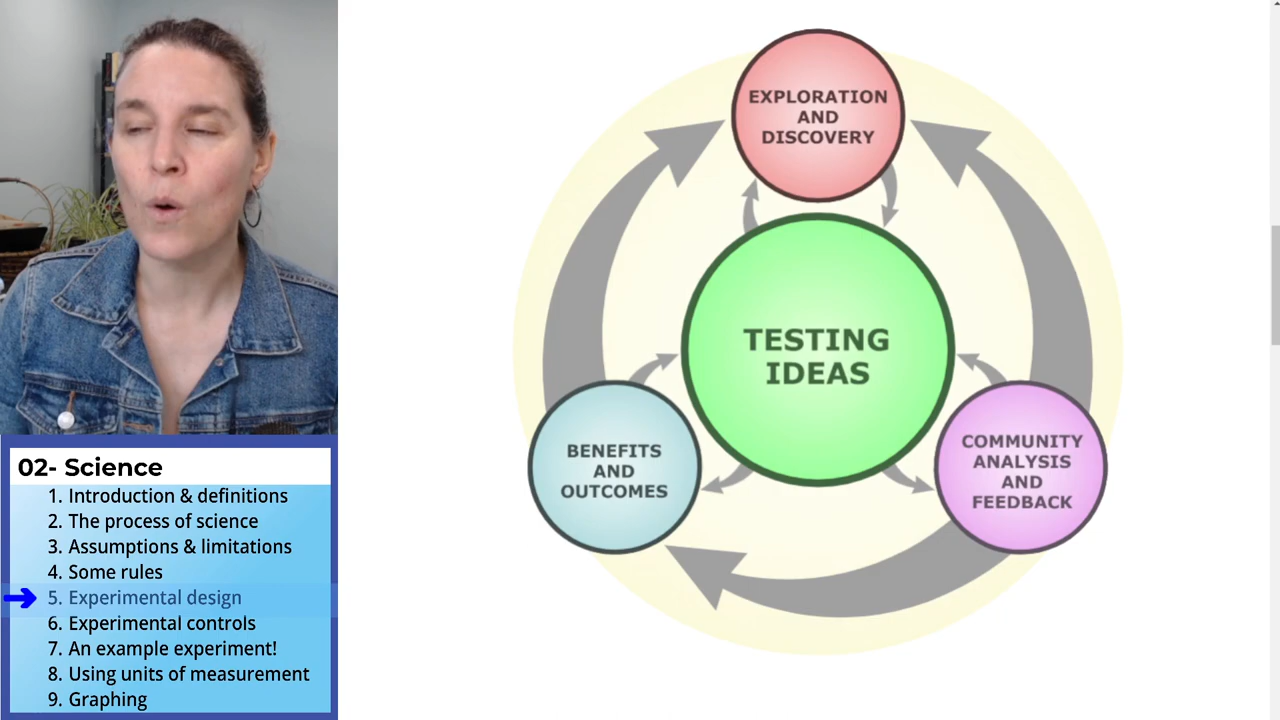 EXPLORATION
AND
DISCOVERY
TESTING
IDEAS
BENEFITS
AND
OUTCOMES
COMMUNITY
ANALYSIS
AND
FEEDBACK
02- Science
1. Introduction & definitions
2. The process of science
3. Assumptions & limitations
4. Some rules
5. Experimental design
6. Experimental controls
7. An example experiment!
8. Using units of measurement
9. Graphing